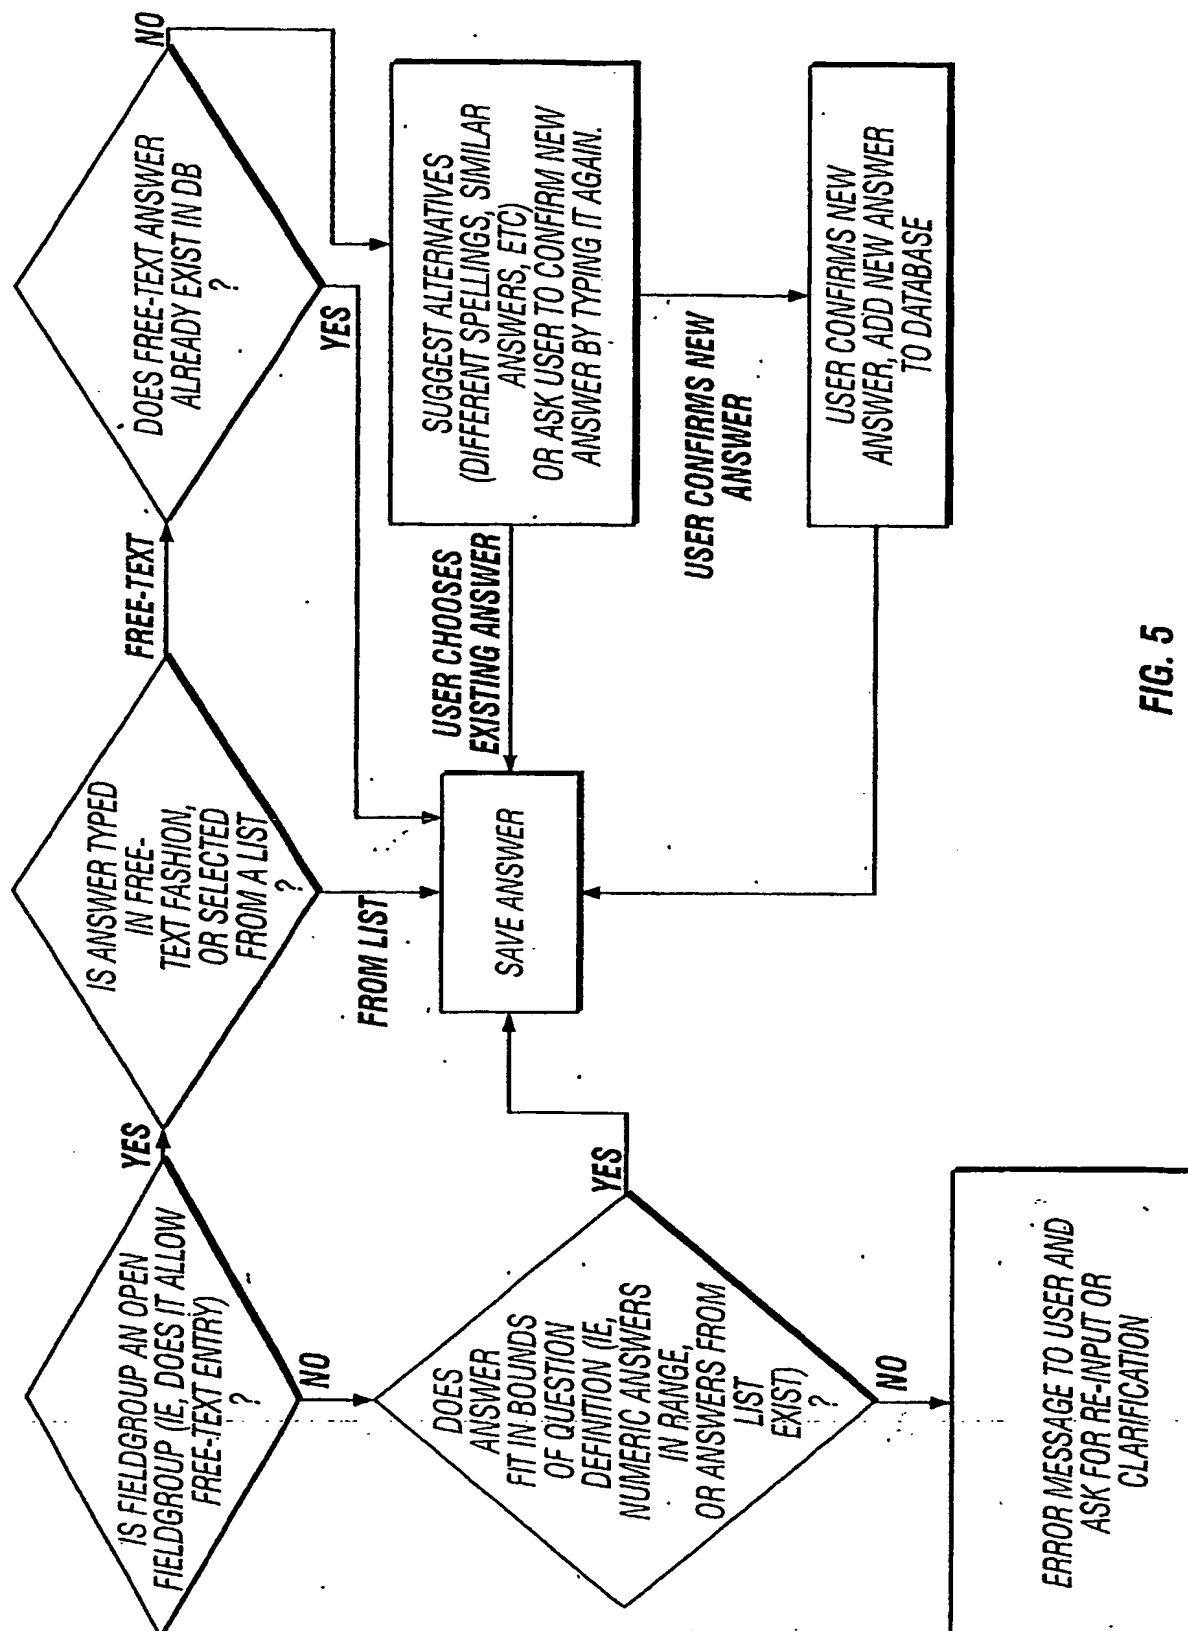 IS FIELDGROUP AN OPEN
FIELDGROUP (IE, DOES IT ALLOW
FREE-TEXT ENTRY)
?
YES
NO
IS ANSWER TYPED
IN FREE-
TEXT FASHION,
OR SELECTED
FROM A LIST
?
FREE-TEXT
FROM LIST
DOES FREE-TEXT ANSWER
ALREADY EXIST IN DB
?
NO
YES
DOES
ANSWER
FIT IN BOUNDS
OF QUESTION
DEFINITION (IE,
NUMERIC ANSWERS
IN RANGE,
OR ANSWERS FROM
LIST
EXIST)
?
YES
NO
SAVE ANSWER
USER CHOOSES
EXISTING ANSWER
SUGGEST ALTERNATIVES
(DIFFERENT SPELLINGS, SIMILAR
ANSWERS, ETC)
OR ASK USER TO CONFIRM NEW
ANSWER BY TYPING IT AGAIN.
USER CONFIRMS NEW
ANSWER
USER CONFIRMS NEW
ANSWER, ADD NEW ANSWER
TO DATABASE
ERROR MESSAGE TO USER AND
ASK FOR RE-INPUT OR
CLARIFICATION
FIG. 5